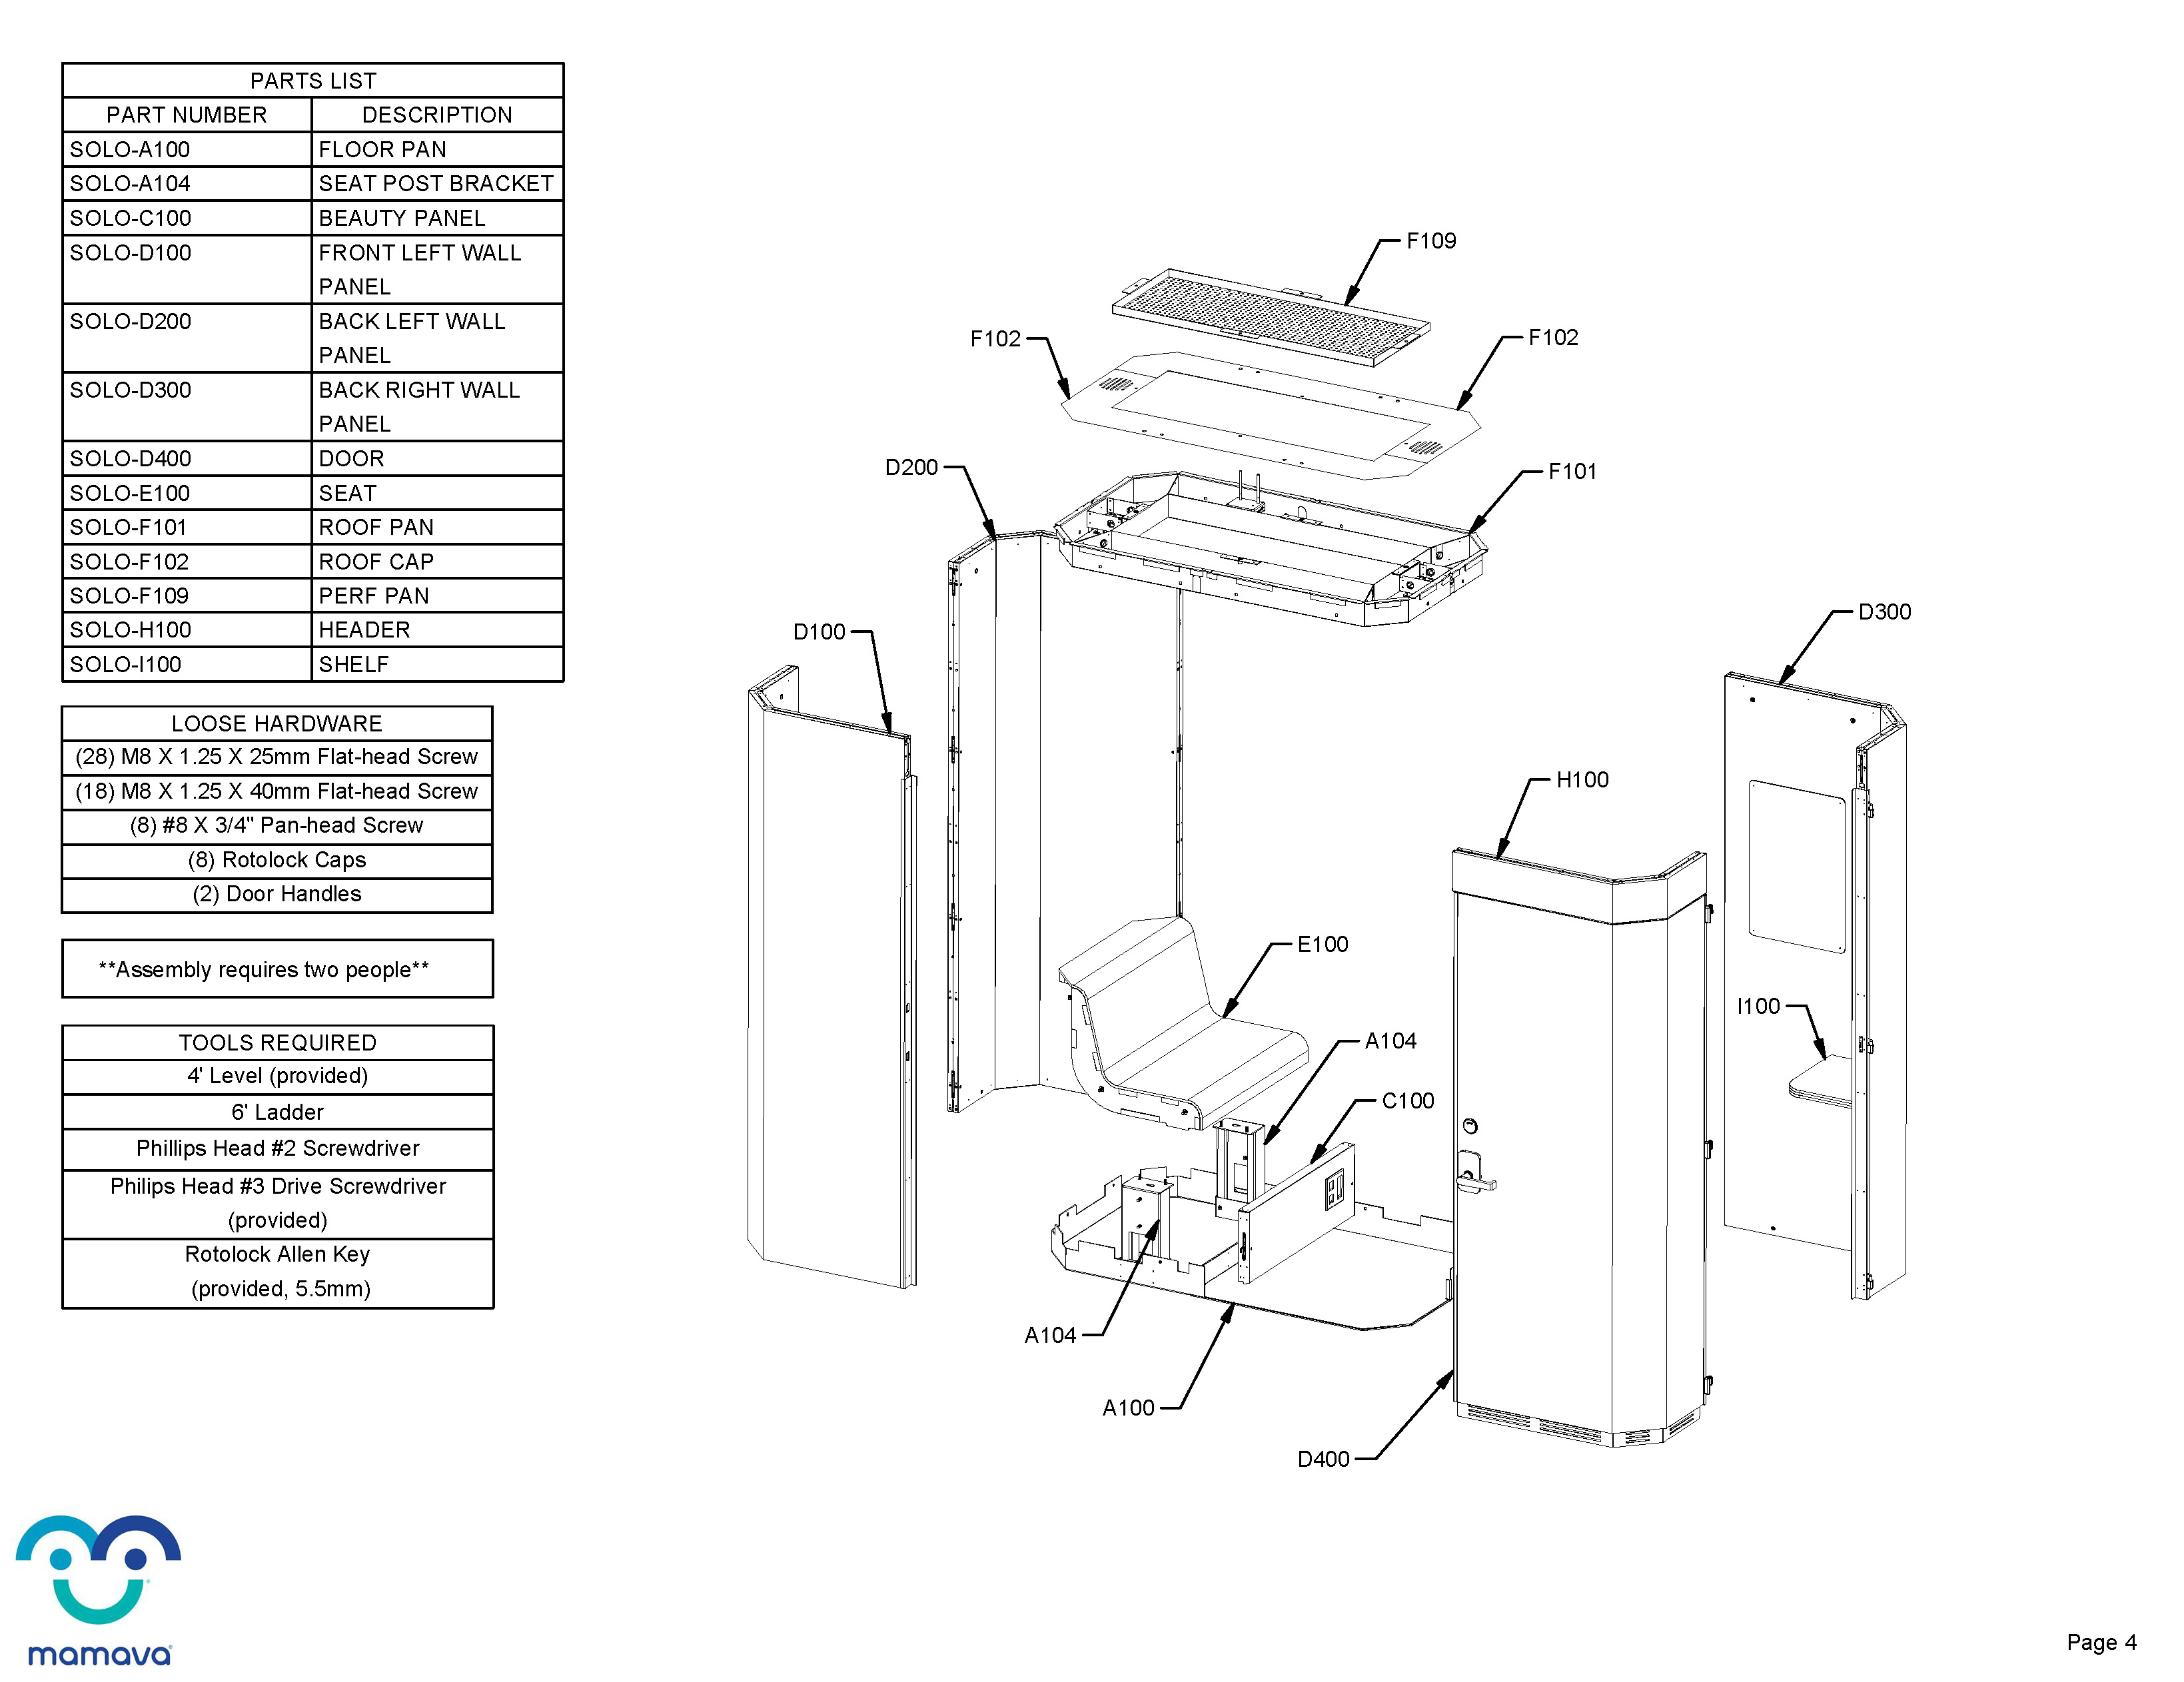 PARTS LIST
PART NUMBER DESCRIPTION
SOLO-A100 FLOOR PAN
SOLO-A104 SEAT POST BRACKET
SOLO-C100 BEAUTY PANEL
SOLO-D100 FRONT LEFT WALL
PANEL
SOLO-D200 BACK LEFT WALL
PANEL
SOLO-D300 BACK RIGHT WALL
PANEL
SOLO-D400 DOOR
SOLO-E100 SEAT
SOLO-F101 ROOF PAN
SOLO-F102 ROOF CAP
SOLO-F109 PERF PAN
SOLO-H100 HEADER
SOLO-I100 SHELF
LOOSE HARDWARE
(28) M8 X 1.25 X 25mm Flat-head Screw
(18) M8 X 1.25 X 40mm Flat-head Screw
(8) #8 X 3/4" Pan-head Screw
(8) Rotolock Caps
(2) Door Handles
**Assembly requires two people**
TOOLS REQUIRED
4' Level (provided)
6' Ladder
Phillips Head #2 Screwdriver
Philips Head #3 Drive Screwdriver
(provided)
Rotolock Allen Key
(provided, 5.5mm)
F109
F102
F102
D200
F101
D100
D300
H100
E100
I100
A104
C100
A104
A100
D400
mamava®
Page 4